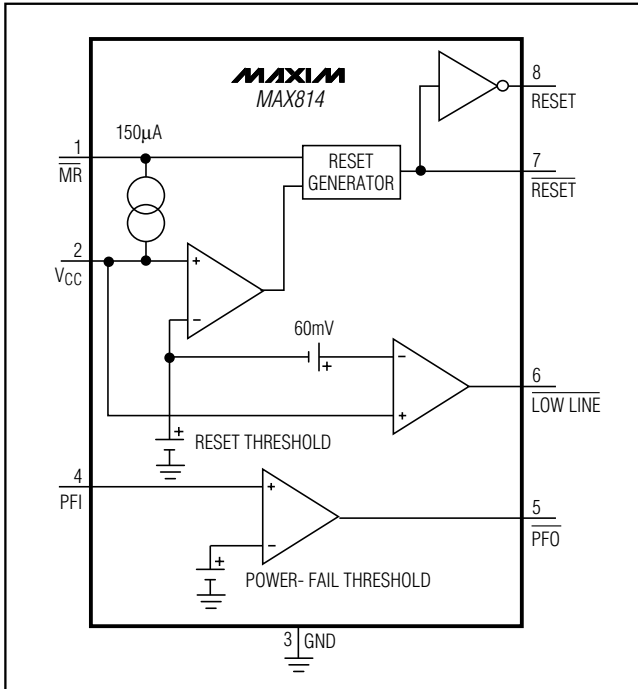 MAXIM
MAX814
8
RESET
1
150µA
MR
RESET
GENERATOR
7
RESET
2
VCC
+
−
60mV
+
−
+
6
LOW LINE
+
RESET THRESHOLD
4
PFI
+
−
5
PFO
+
POWER- FAIL THRESHOLD
3 GND